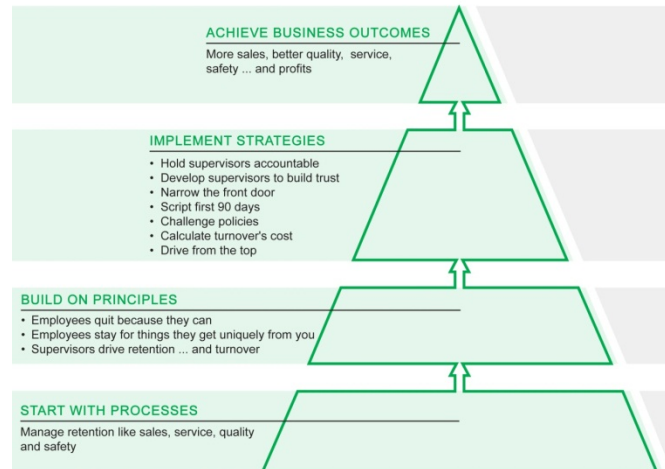 ACHIEVE BUSINESS OUTCOMES
More sales, better quality, service,
safety ... and profits
IMPLEMENT STRATEGIES
• Hold supervisors accountable
• Develop supervisors to build trust
• Narrow the front door
• Script first 90 days
• Challenge policies
• Calculate turnover's cost
• Drive from the top
BUILD ON PRINCIPLES
• Employees quit because they can
• Employees stay for things they get uniquely from you
• Supervisors drive retention ... and turnover
START WITH PROCESSES
Manage retention like sales, service, quality
and safety